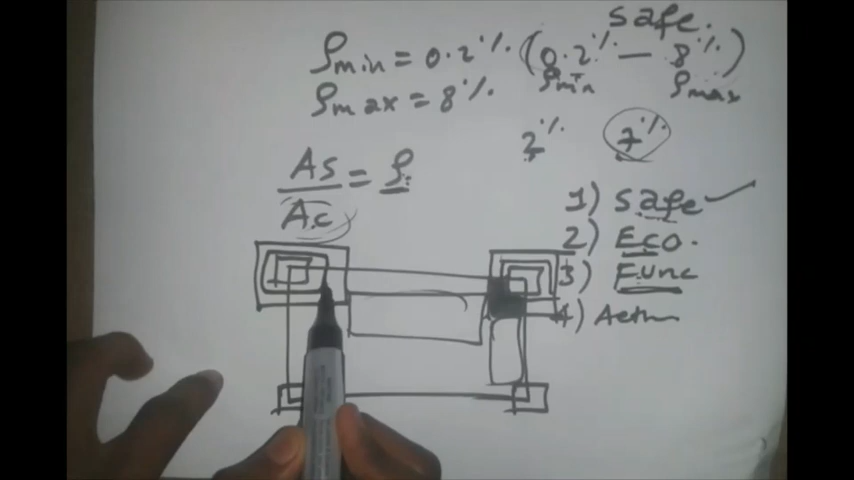 safe.
ρmin = 0.2% (0.2% — 8%)
ρmin ρmax
ρmax = 8%
2% 7%
As/Ac = ρ
1) Safe ✓
2) Eco.
3) Func
4)